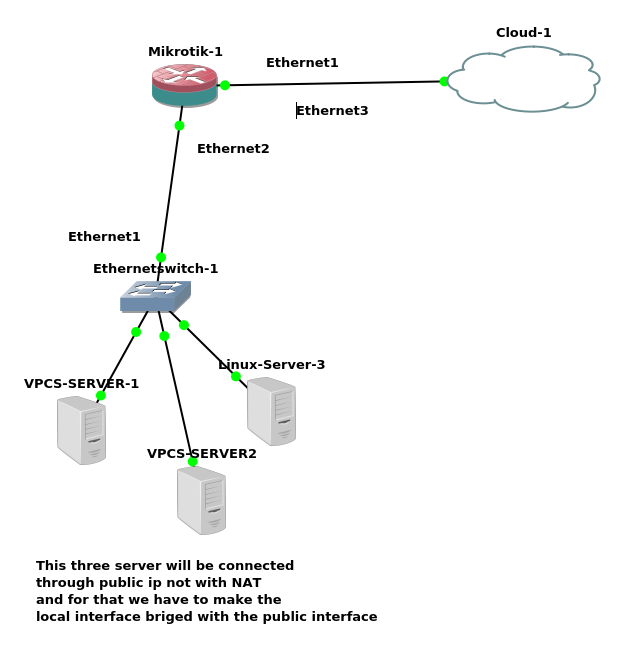 Cloud-1
Mikrotik-1
Ethernet1
Ethernet3
Ethernet2
Ethernet1
Ethernetswitch-1
Linux-Server-3
VPCS-SERVER-1
VPCS-SERVER2
This three server will be connected
through public ip not with NAT
and for that we have to make the
local interface briged with the public interface